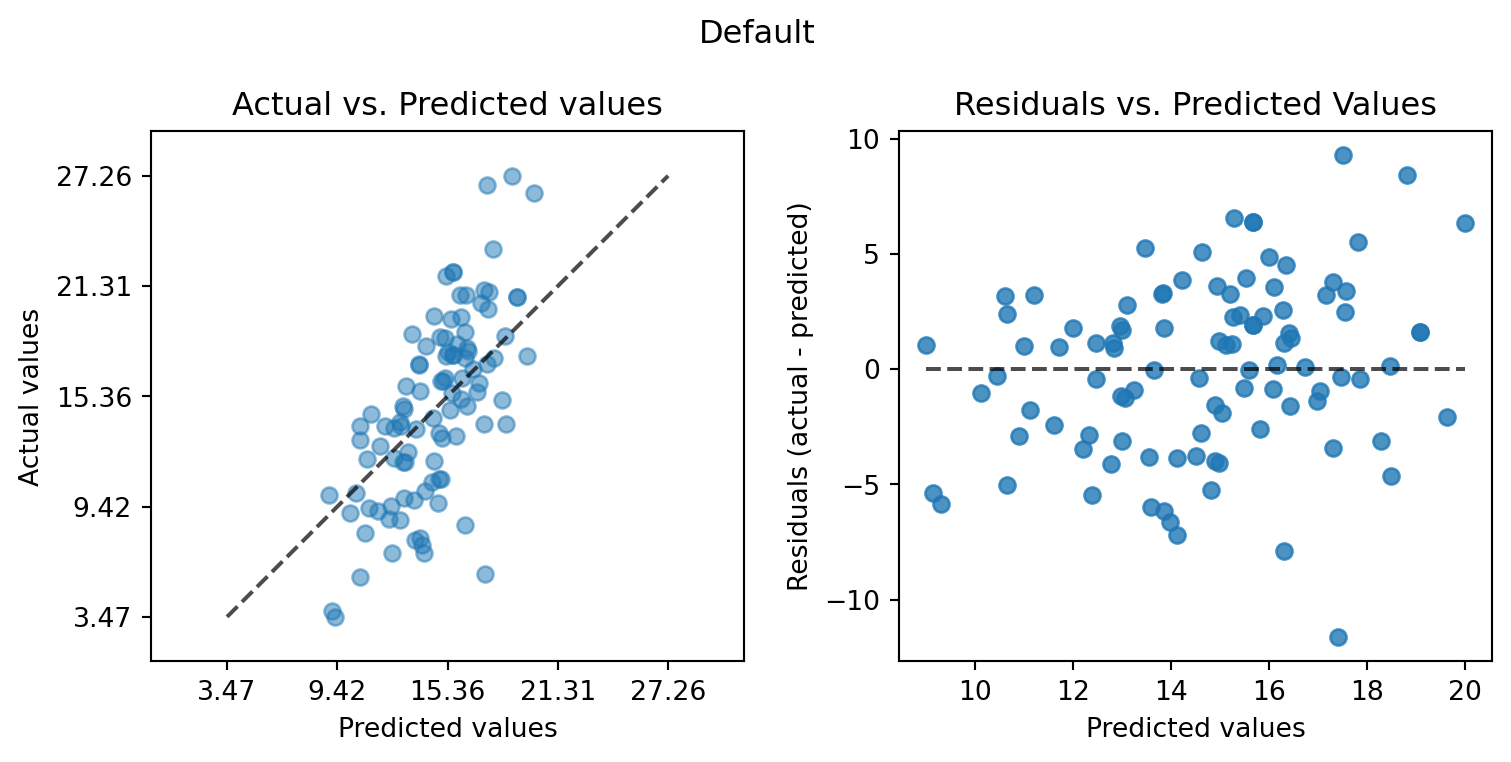 Default
Actual vs. Predicted values
Actual values
27.26
21.31
15.36
9.42
3.47
3.47 9.42 15.36 21.31 27.26
Predicted values
Residuals vs. Predicted Values
Residuals (actual - predicted)
10
5
0
−5
−10
10 12 14 16 18 20
Predicted values